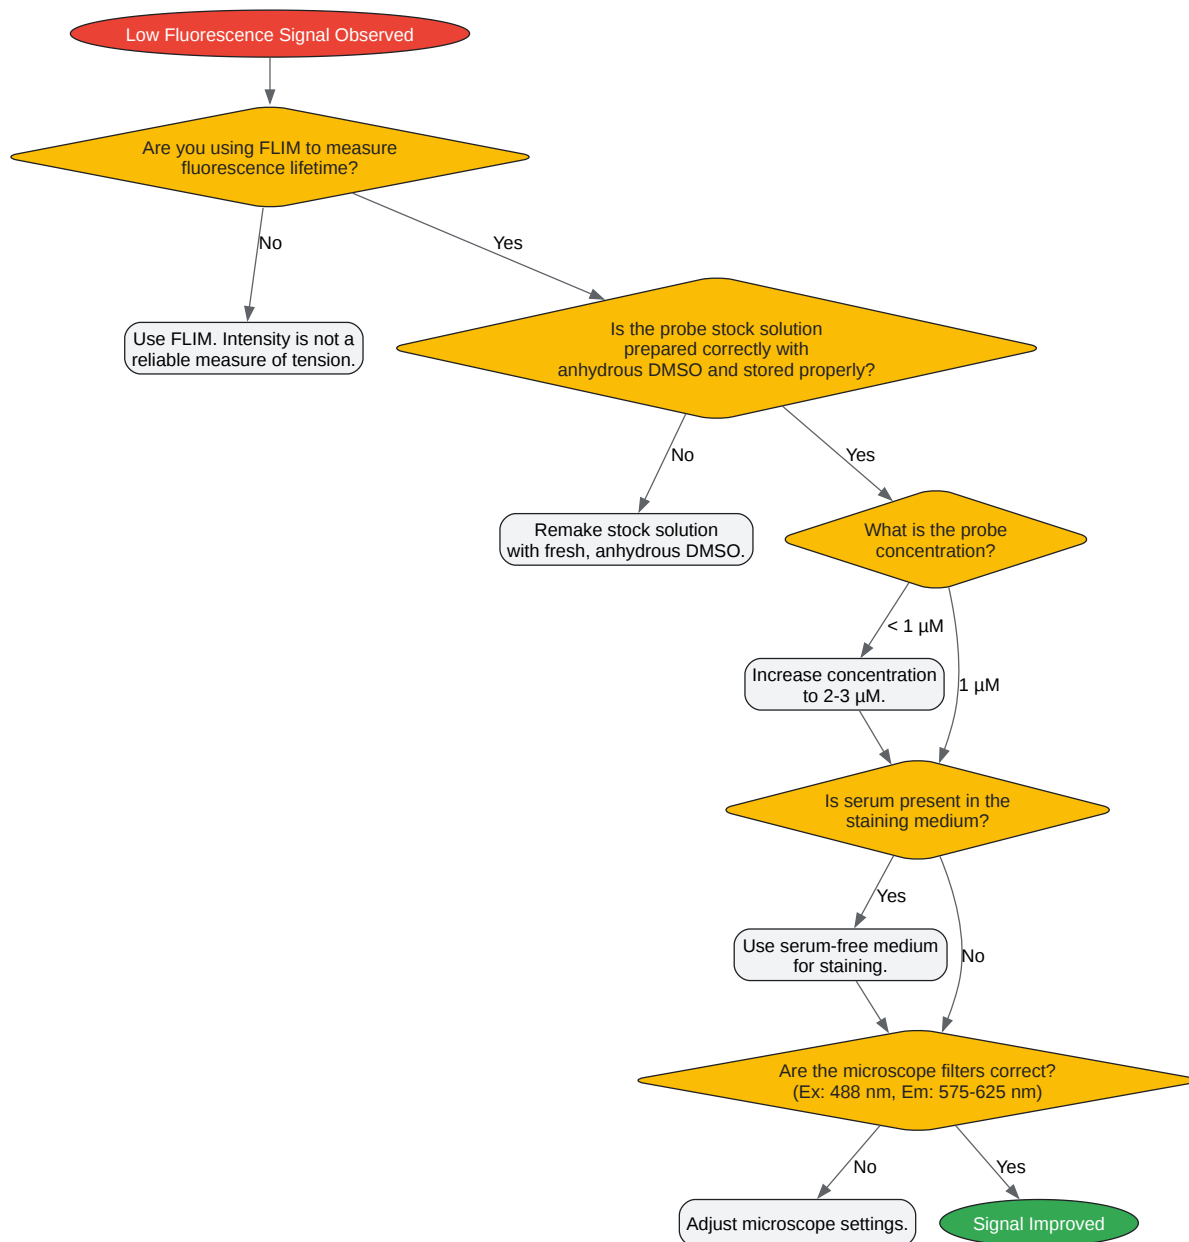 Low Fluorescence Signal Observed
Are you using FLIM to measure
fluorescence lifetime?
No
Yes
Use FLIM. Intensity is not a
reliable measure of tension.
Is the probe stock solution
prepared correctly with
anhydrous DMSO and stored properly?
No
Yes
Remake stock solution
with fresh, anhydrous DMSO.
What is the probe
concentration?
< 1 µM
Increase concentration
to 2-3 µM.
1 µM
Is serum present in the
staining medium?
Yes
Use serum-free medium
for staining.
No
Are the microscope filters correct?
(Ex: 488 nm, Em: 575-625 nm)
No
Yes
Adjust microscope settings.
Signal Improved